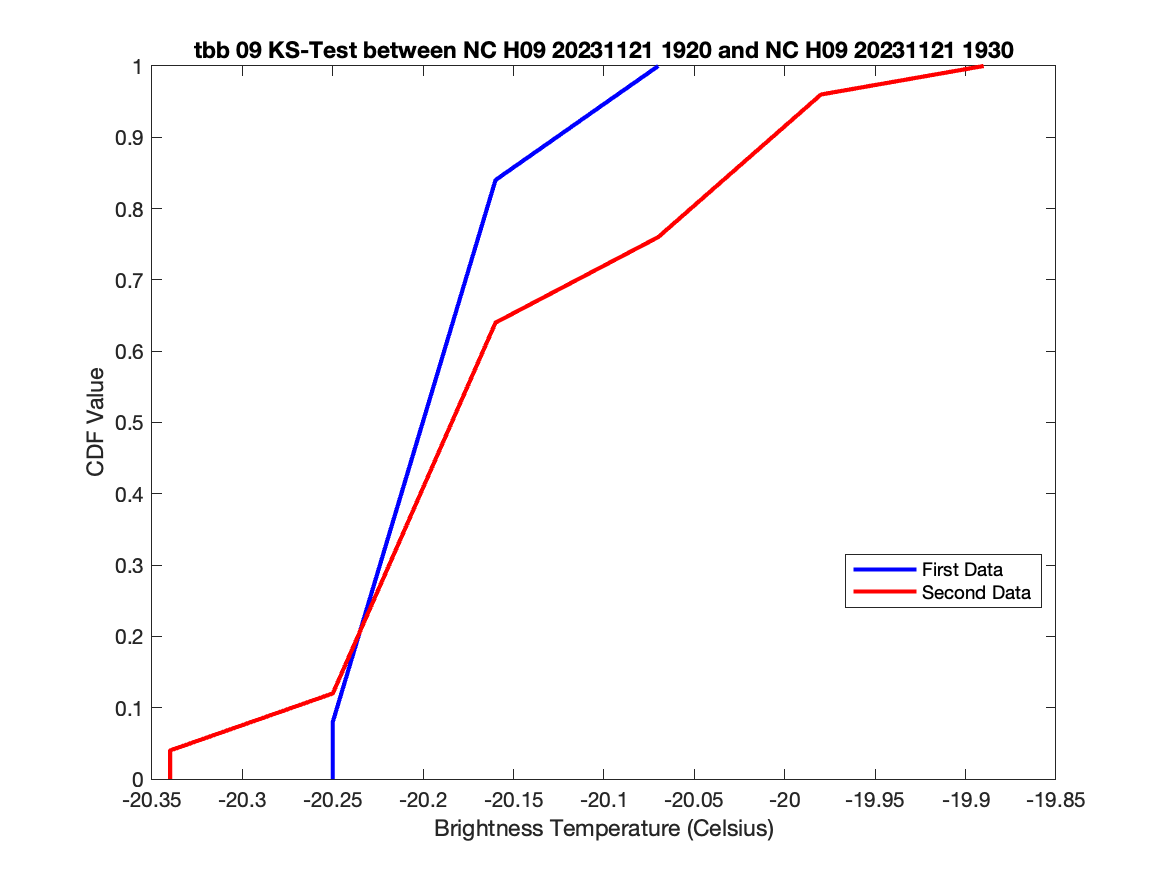 tbb 09 KS-Test between NC H09 20231121 1920 and NC H09 20231121 1930
1
0.9
0.8
0.7
0.6
0.5
0.4
0.3
0.2
0.1
0
CDF Value
First Data
Second Data
-20.35 -20.3 -20.25 -20.2 -20.15 -20.1 -20.05 -20 -19.95 -19.9 -19.85
Brightness Temperature (Celsius)